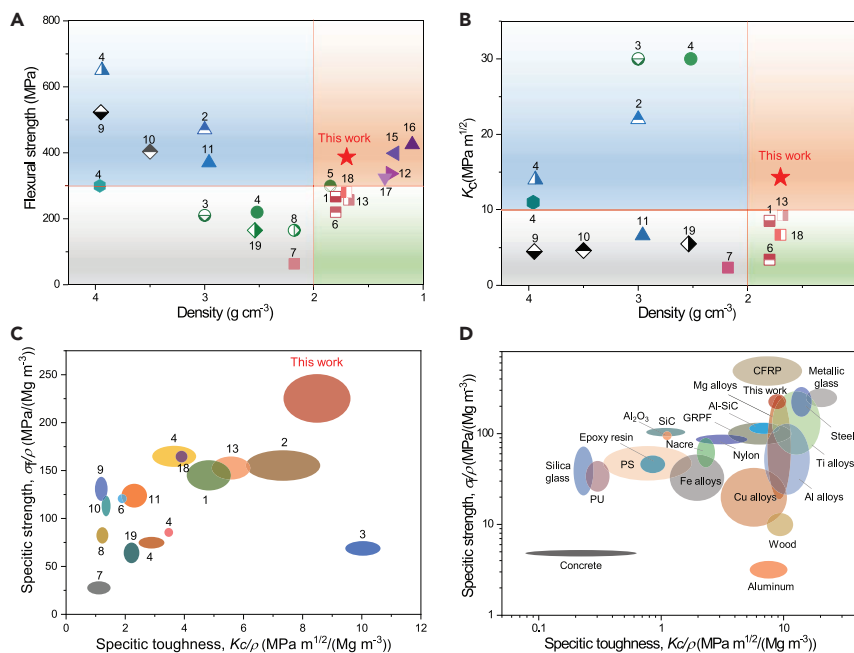 A
Flexural strength (MPa)
800
600
400
200
0
4
9
10
2
11
4
3
4
19
8
7
This work
5
18
1
13
6
15
16
12
17
4
3
2
1
Density (g cm⁻³)
B
K_C(MPa m^1/2)
30
20
10
0
3
4
2
4
4
9
10
11
19
7
This work
1
13
18
6
4
3
2
1
Density (g cm⁻³)
C
Specitic strength, σf/ρ (MPa/(Mg m⁻³))
250
225
200
175
150
125
100
75
50
25
0
This work
4
18
1
13
2
9
10
6
11
8
19
4
4
7
3
0
2
4
6
8
10
12
Specitic toughness, Kc/ρ (MPa m^1/2/(Mg m⁻³))
D
Specitic strength, σf/ρ (MPa/(Mg m⁻³))
100
10
1
CFRP
Metallic
glass
Mg alloys
This work
Al-SiC
Al₂O₃
SiC
GRPF
Steel
Epoxy resin
Nacre
Nylon
Silica
glass
PS
Ti alloys
PU
Fe alloys
Cu alloys
Al alloys
Wood
Concrete
Aluminum
0.1
1
10
Specitic toughness, Kc/ρ (MPa m^1/2/(Mg m⁻³))